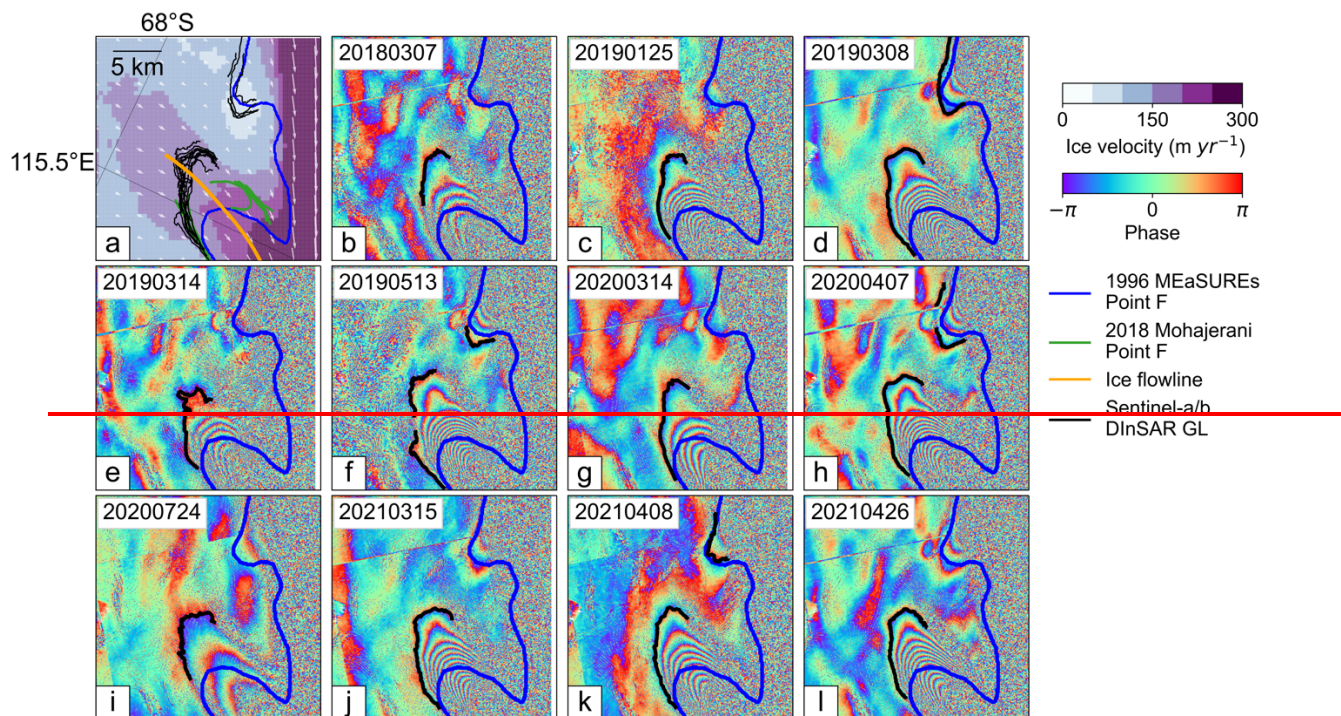 68°S
5 km
115.5°E
a
20180307
b
20190125
c
20190308
d
0 150 300
Ice velocity (m yr⁻¹)
−π 0 π
Phase
20190314
e
20190513
f
20200314
g
20200407
h
1996 MEaSUREs
Point F
2018 Mohajerani
Point F
Ice flowline
Sentinel-a/b
DInSAR GL
20200724
i
20210315
j
20210408
k
20210426
l